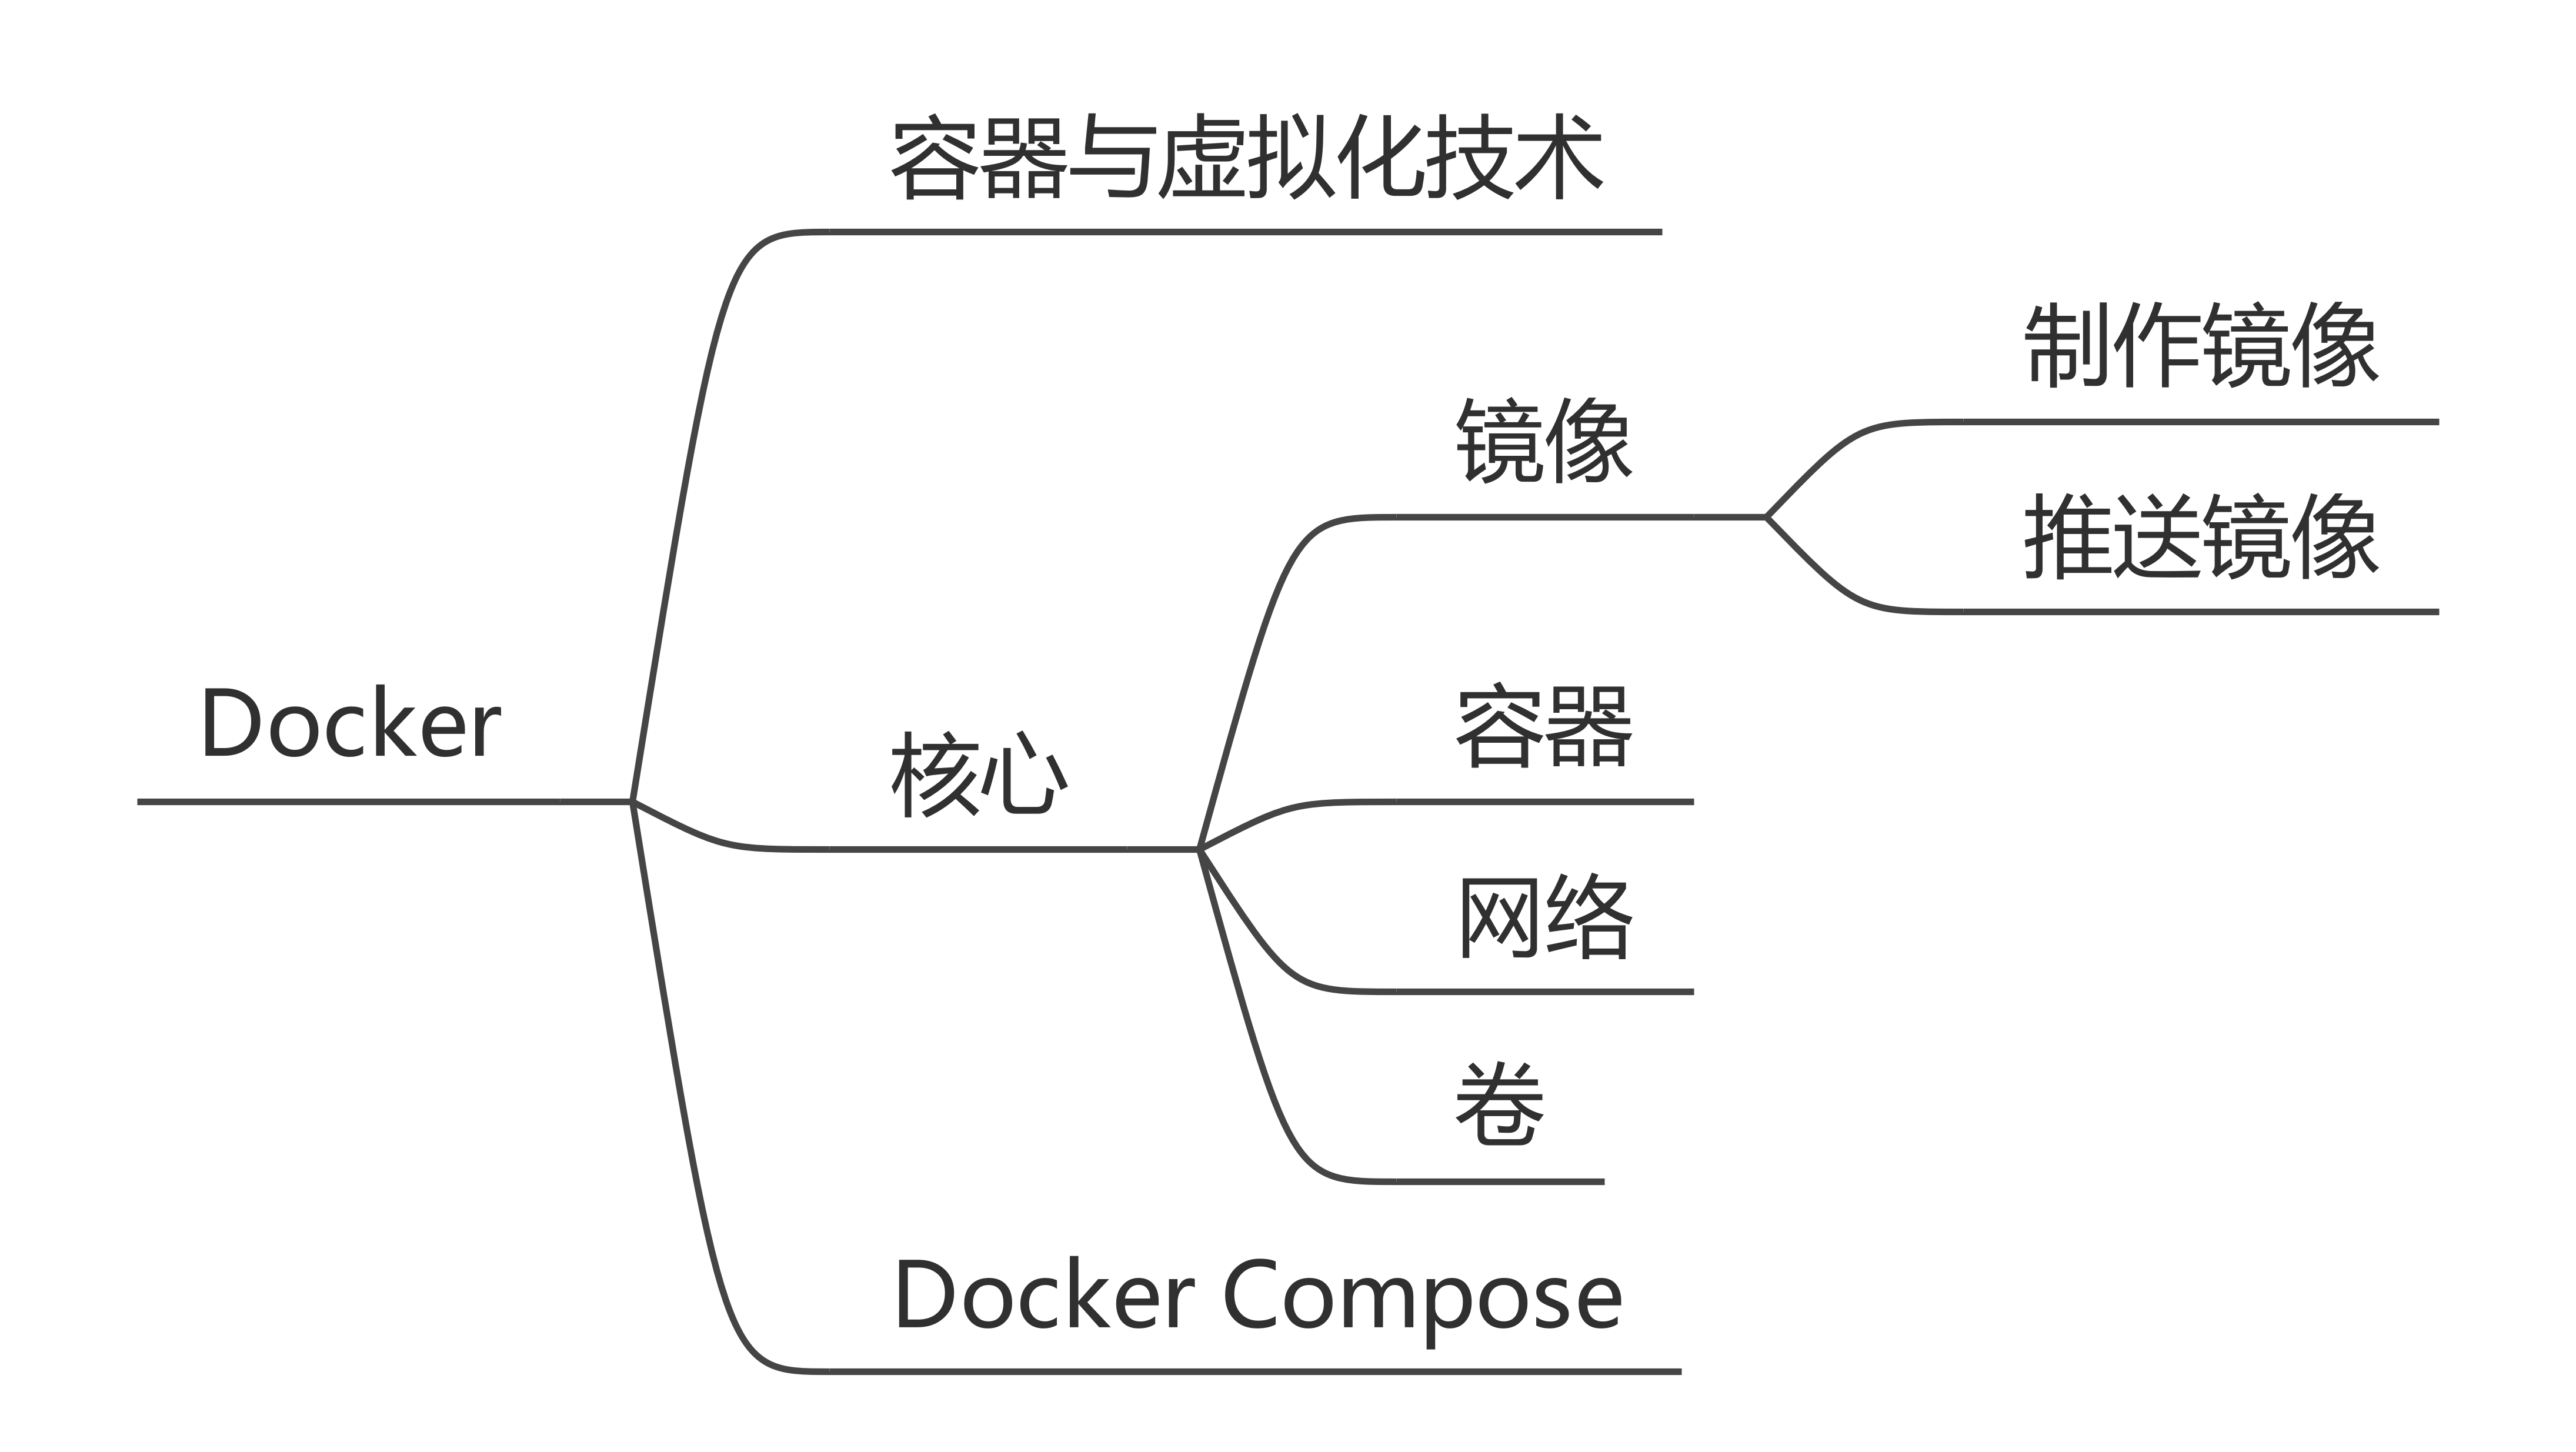 Docker
容器与虚拟化技术
核心
镜像
制作镜像
推送镜像
容器
网络
卷
Docker Compose